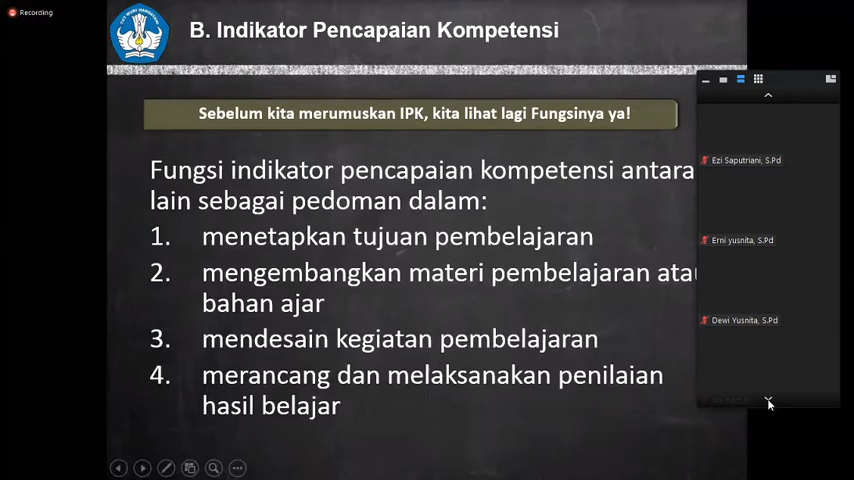 Recording
B. Indikator Pencapaian Kompetensi
Sebelum kita merumuskan IPK, kita lihat lagi Fungsinya ya!
Fungsi indikator pencapaian kompetensi antara
lain sebagai pedoman dalam:
1. menetapkan tujuan pembelajaran
2. mengembangkan materi pembelajaran atau
bahan ajar
3. mendesain kegiatan pembelajaran
4. merancang dan melaksanakan penilaian
hasil belajar
Ezi Saputriani, S.Pd
Erni yusnita, S.Pd
Dewi Yusnita, S.Pd